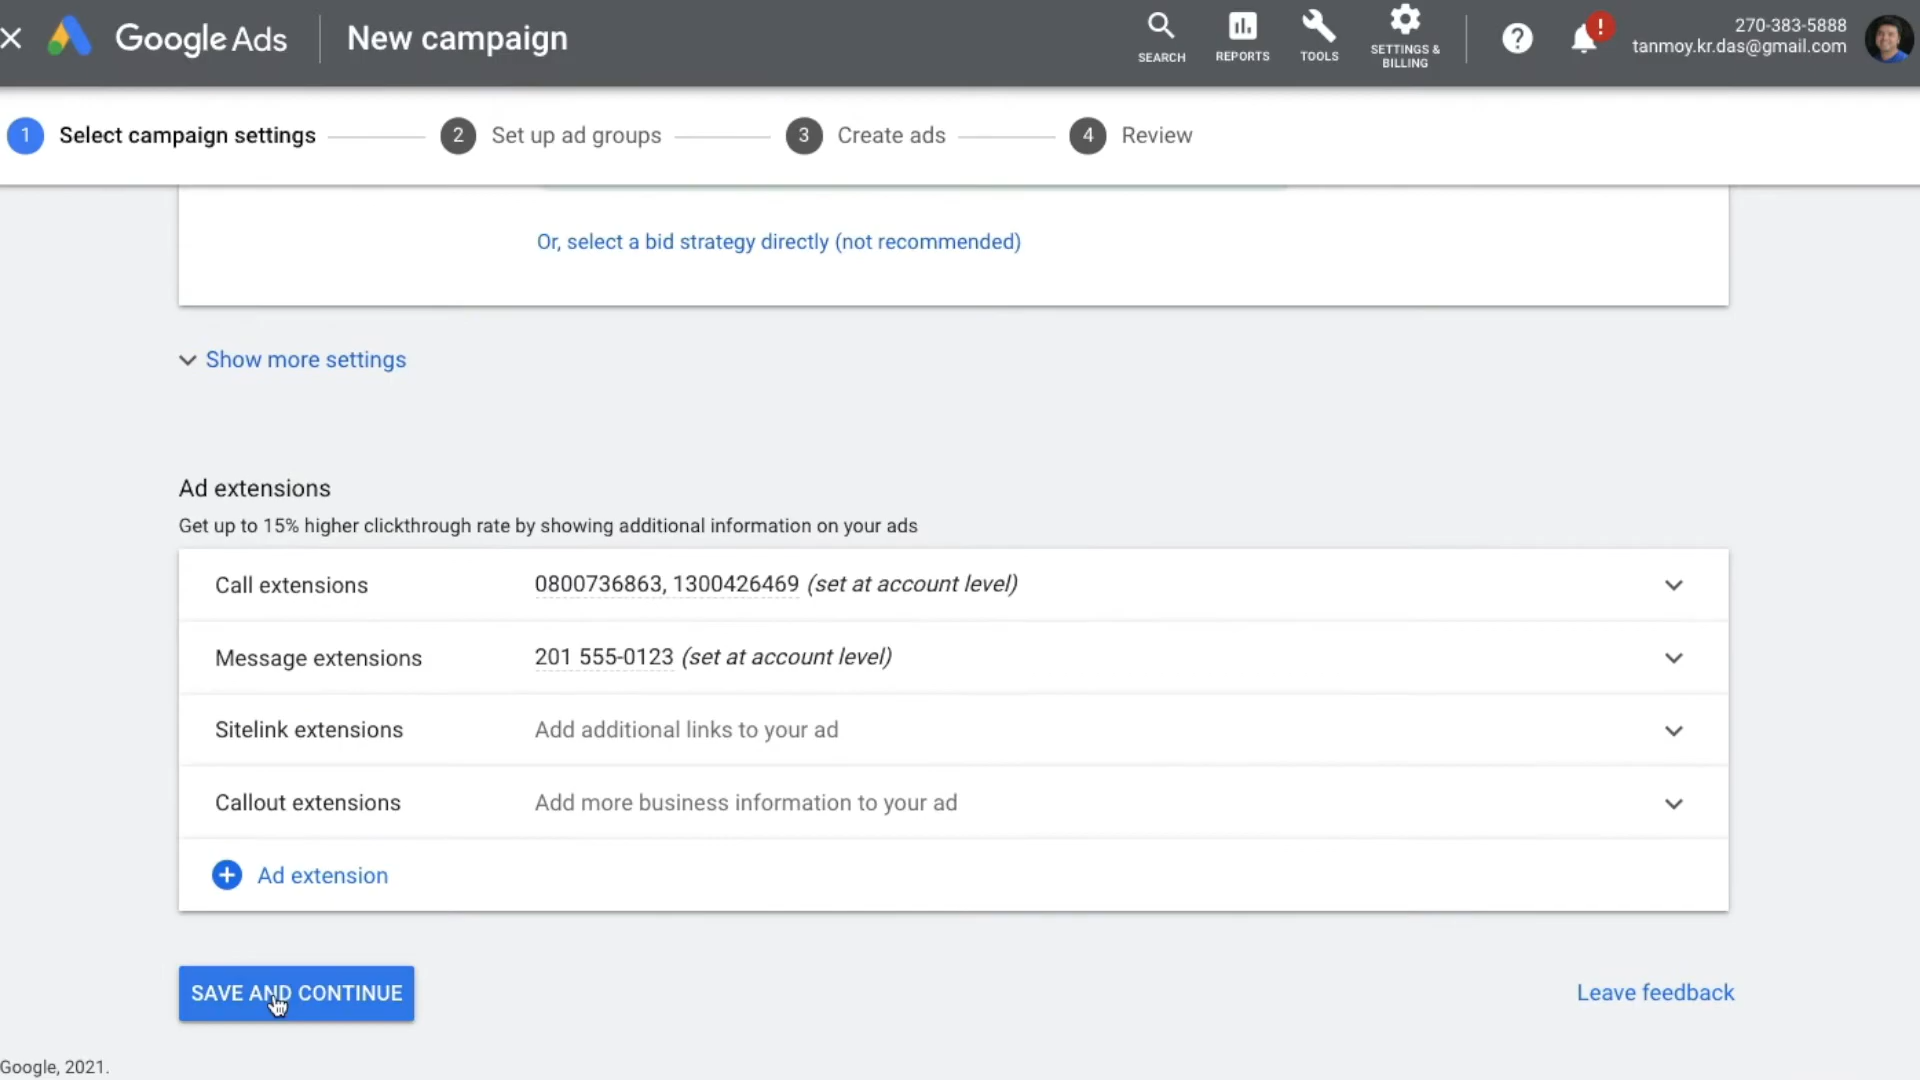 Google Ads
New campaign
SEARCH
REPORTS
TOOLS
SETTINGS &
BILLING
?
!
270-383-5888
tanmoy.kr.das@gmail.com
1 Select campaign settings
2 Set up ad groups
3 Create ads
4 Review
Or, select a bid strategy directly (not recommended)
Show more settings
Ad extensions
Get up to 15% higher clickthrough rate by showing additional information on your ads
Call extensions 0800736863, 1300426469 (set at account level)
Message extensions 201 555-0123 (set at account level)
Sitelink extensions Add additional links to your ad
Callout extensions Add more business information to your ad
Ad extension
SAVE AND CONTINUE
Leave feedback
Google, 2021.